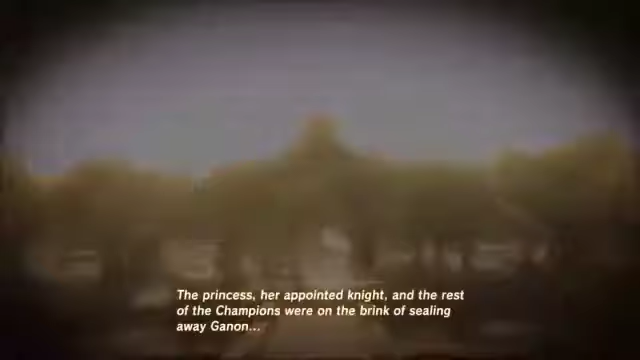 The princess, her appointed knight, and the rest
of the Champions were on the brink of sealing
away Ganon...